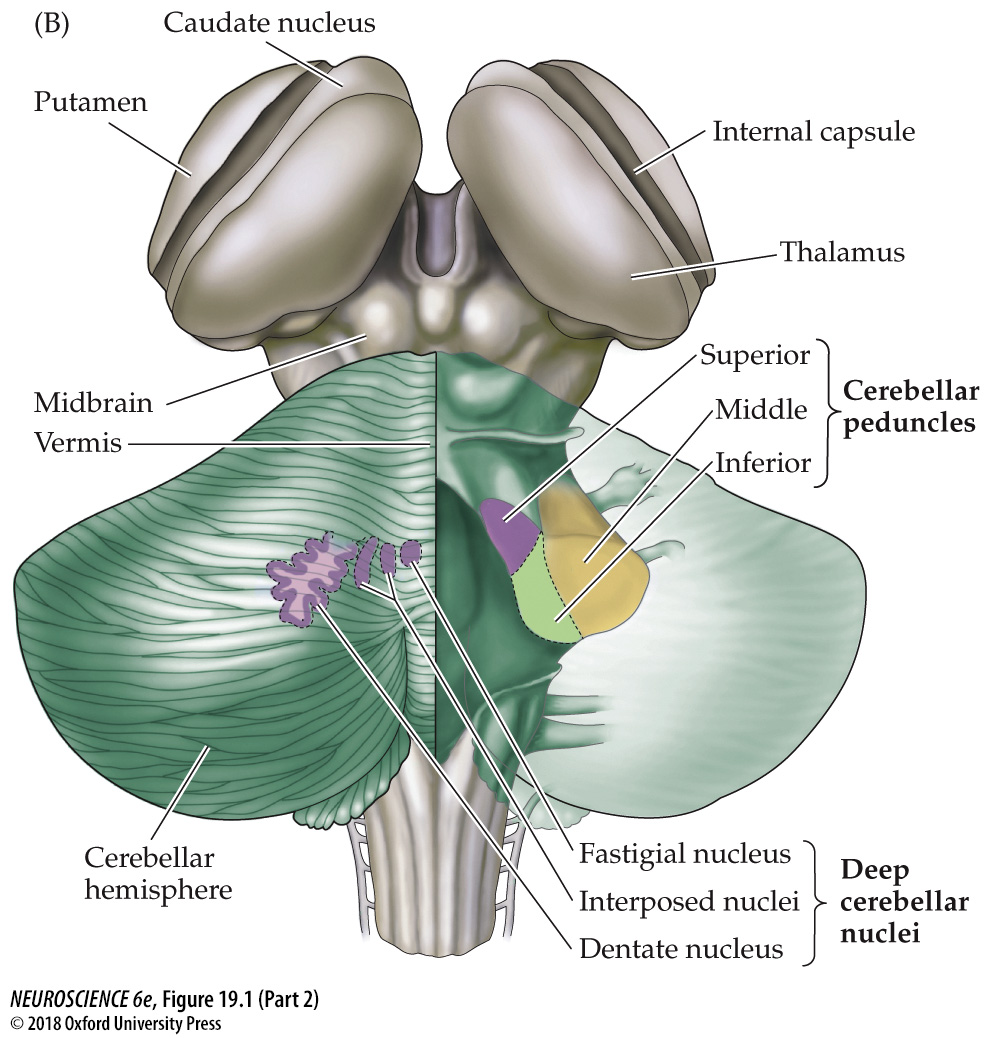 (B)
Caudate nucleus
Putamen
Internal capsule
Thalamus
Superior
Middle
Inferior
Cerebellar
peduncles
Midbrain
Vermis
Cerebellar
hemisphere
Fastigial nucleus
Interposed nuclei
Dentate nucleus
Deep
cerebellar
nuclei
NEUROSCIENCE 6e, Figure 19.1 (Part 2)
© 2018 Oxford University Press